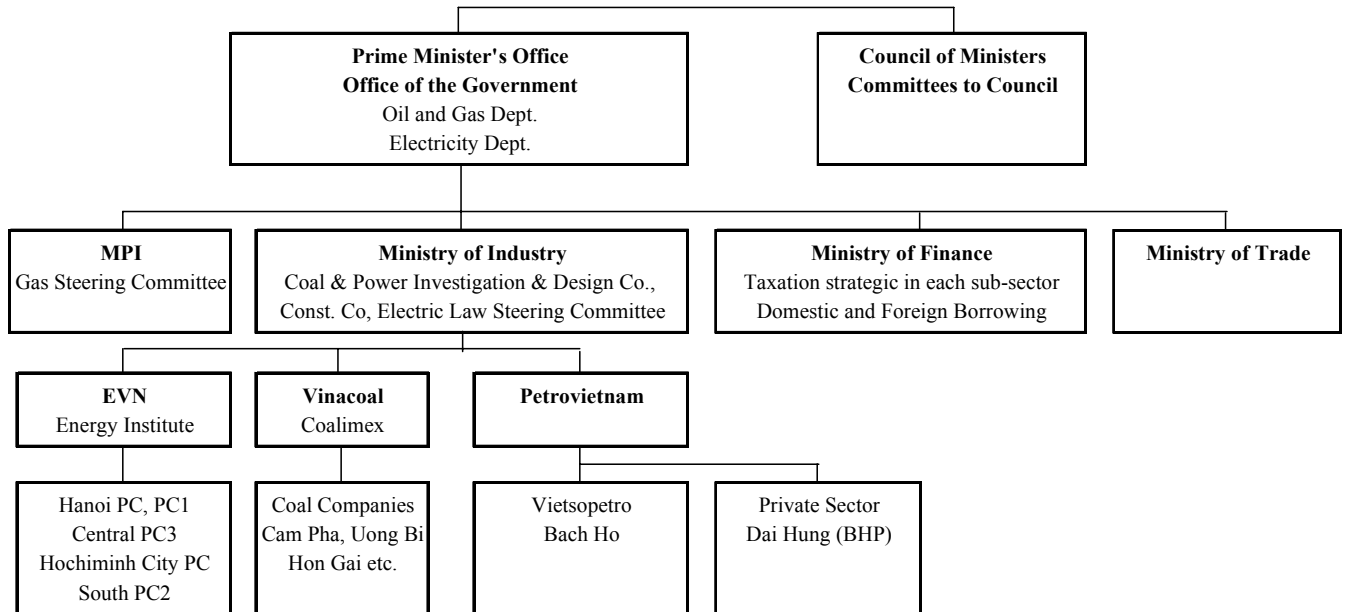 Prime Minister's Office
Office of the Government
Oil and Gas Dept.
Electricity Dept.
Council of Ministers
Committees to Council
MPI
Gas Steering Committee
Ministry of Industry
Coal & Power Investigation & Design Co.,
Const. Co, Electric Law Steering Committee
Ministry of Finance
Taxation strategic in each sub-sector
Domestic and Foreign Borrowing
Ministry of Trade
EVN
Energy Institute
Vinacoal
Coalimex
Petrovietnam
Hanoi PC, PC1
Central PC3
Hochiminh City PC
South PC2
Coal Companies
Cam Pha, Uong Bi
Hon Gai etc.
Vietsopetro
Bach Ho
Private Sector
Dai Hung (BHP)